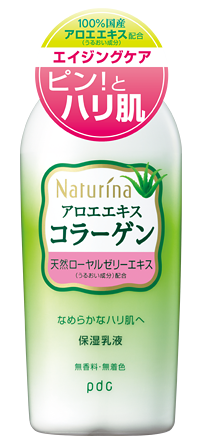 100%国産
アロエエキス配合
(うるおい成分)
エイジングケア
ピン!と
ハリ肌
Naturina
アロエエキス
コラーゲン
天然ローヤルゼリーエキス
(うるおい成分)配合
なめらかなハリ肌へ
保湿乳液
無香料・無着色
pdc